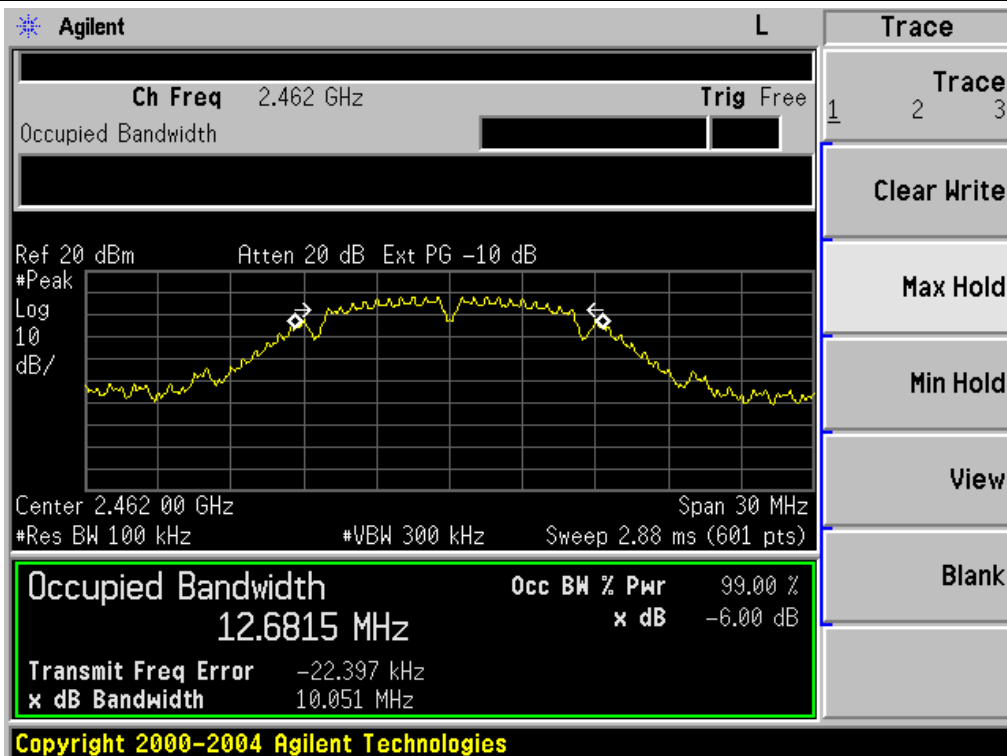 Agilent L Trace
Ch Freq 2.462 GHz Trig Free
Occupied Bandwidth
Trace
1 2 3
Clear Write
Max Hold
Min Hold
View
Blank
Ref 20 dBm Atten 20 dB Ext PG -10 dB
#Peak
Log
10
dB/
Center 2.462 00 GHz Span 30 MHz
#Res BW 100 kHz #VBW 300 kHz Sweep 2.88 ms (601 pts)
Occupied Bandwidth Occ BW % Pwr 99.00 %
12.6815 MHz x dB -6.00 dB
Transmit Freq Error -22.397 kHz
x dB Bandwidth 10.051 MHz
Copyright 2000-2004 Agilent Technologies